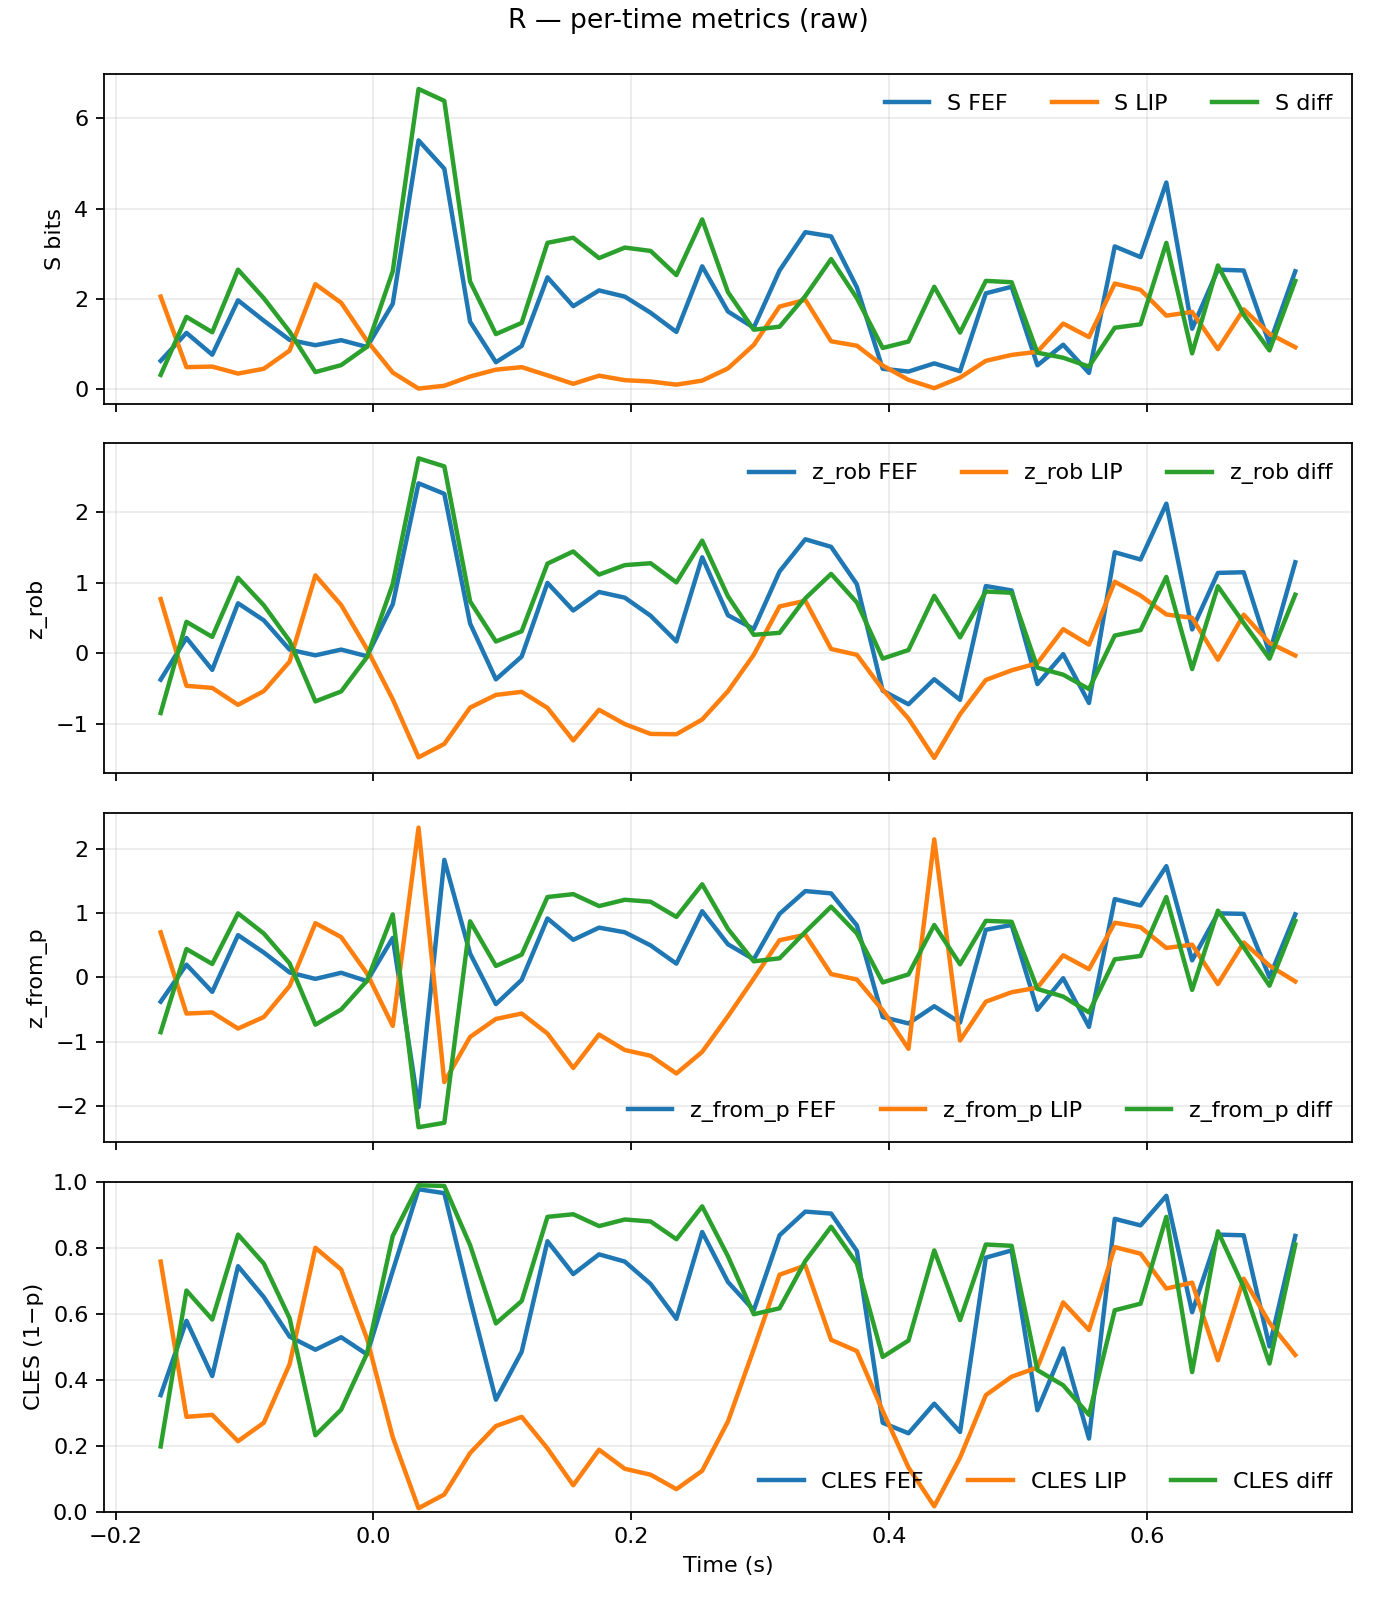 R — per-time metrics (raw)
S FEF S LIP S diff
S bits
6
4
2
0
z_rob FEF z_rob LIP z_rob diff
z_rob
2
1
0
−1
z_from_p
2
1
0
−1
−2
z_from_p FEF z_from_p LIP z_from_p diff
CLES (1−p)
1.0
0.8
0.6
0.4
0.2
0.0
CLES FEF CLES LIP CLES diff
−0.2 0.0 0.2 0.4 0.6
Time (s)